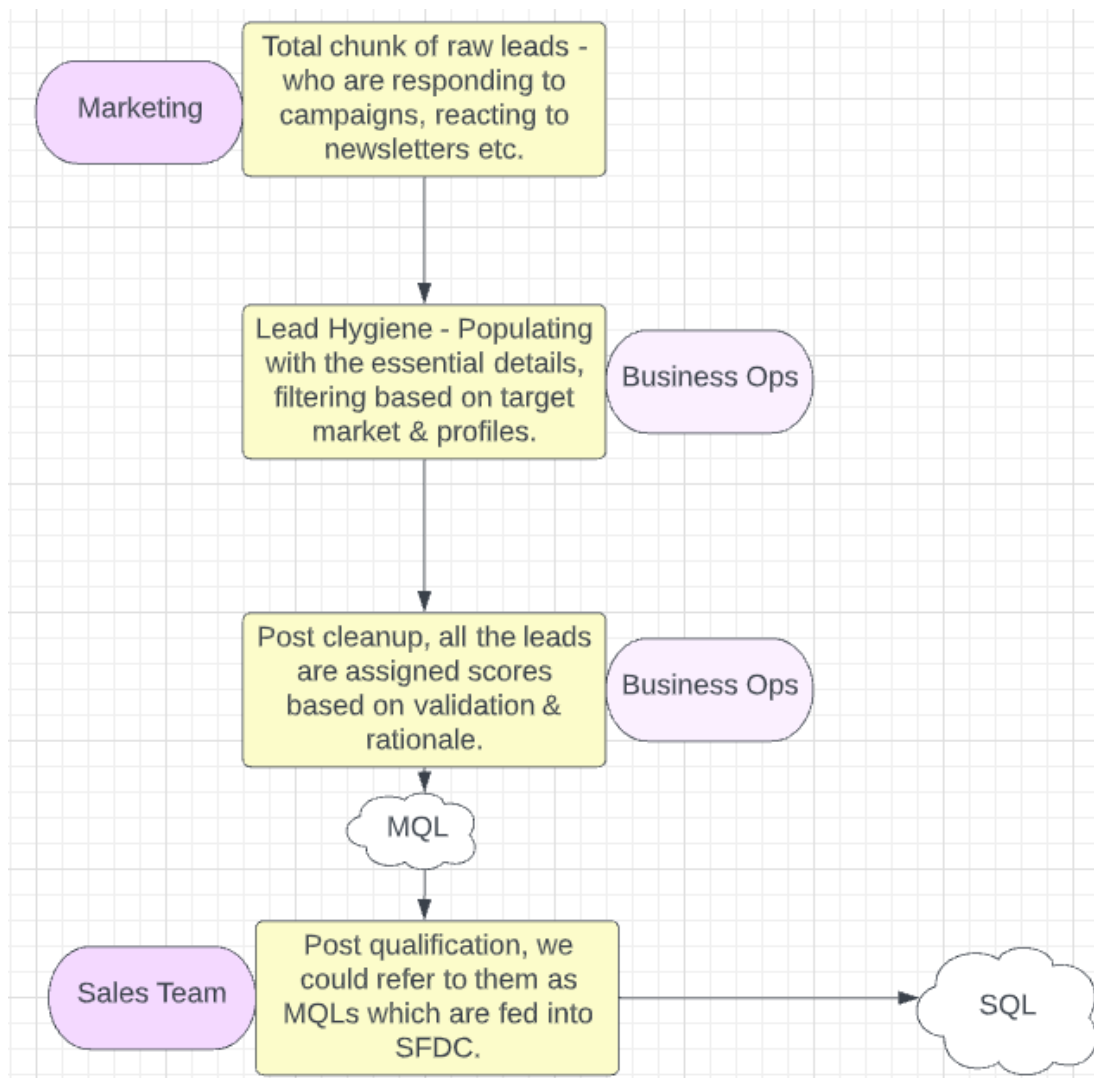 Total chunk of raw leads -
who are responding to
campaigns, reacting to
newsletters etc.
Marketing
Lead Hygiene - Populating
with the essential details,
filtering based on target
market & profiles.
Business Ops
Post cleanup, all the leads
are assigned scores
based on validation &
rationale.
Business Ops
MQL
Post qualification, we
could refer to them as
MQLs which are fed into
SFDC.
Sales Team
SQL